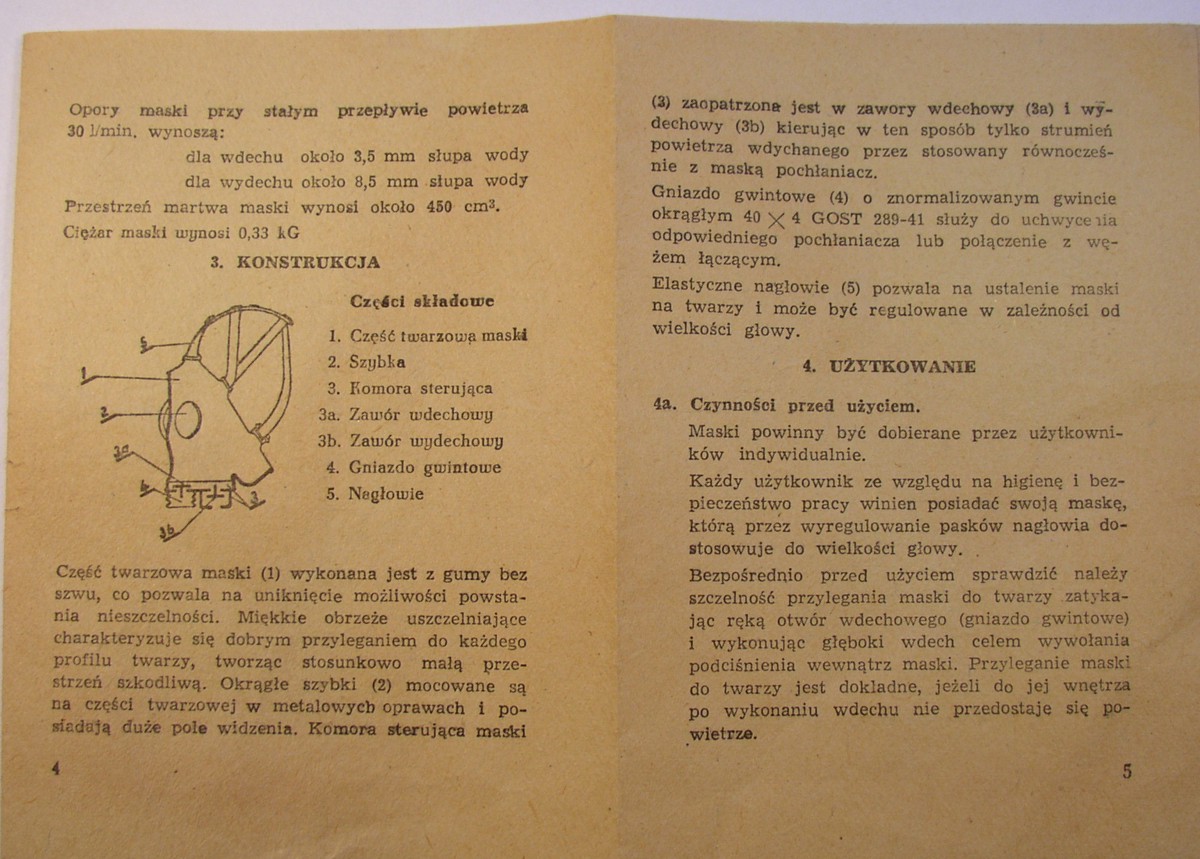 Opory maski przy stałym przepływie powietrza
30 l/min. wynoszą:
dla wdechu około 3,5 mm słupa wody
dla wydechu około 8,5 mm słupa wody
Przestrzeń martwa maski wynosi około 450 cm³.
Ciężar maski wynosi 0,33 kG
3. KONSTRUKCJA
Części składowe
1. Część twarzowa maski
2. Szybka
3. Komora sterująca
3a. Zawór wdechowy
3b. Zawór wydechowy
4. Gniazdo gwintowe
5. Nagłowie
5
1
2
3a
4
3
3b
Część twarzowa maski (1) wykonana jest z gumy bez
szwu, co pozwala na uniknięcie możliwości powsta-
nia nieszczelności. Miękkie obrzeże uszczelniające
charakteryzuje się dobrym przyleganiem do każdego
profilu twarzy, tworząc stosunkowo małą prze-
strzeń szkodliwą. Okrągłe szybki (2) mocowane są
na części twarzowej w metalowych oprawach i po-
siadają duże pole widzenia. Komora sterująca maski
4
(3) zaopatrzona jest w zawory wdechowy (3a) i wy-
dechowy (3b) kierując w ten sposób tylko strumień
powietrza wdychanego przez stosowany równocześ-
nie z maską pochłaniacz.
Gniazdo gwintowe (4) o znormalizowanym gwincie
okrągłym 40 × 4 GOST 289-41 służy do uchwycenia
odpowiedniego pochłaniacza lub połączenie z wę-
żem łączącym.
Elastyczne nagłowie (5) pozwala na ustalenie maski
na twarzy i może być regulowane w zależności od
wielkości głowy.
4. UŻYTKOWANIE
4a. Czynności przed użyciem.
Maski powinny być dobierane przez użytkowni-
ków indywidualnie.
Każdy użytkownik ze względu na higienę i bez-
pieczeństwo pracy winien posiadać swoją maskę,
którą przez wyregulowanie pasków nagłowia do-
stosowuje do wielkości głowy.
Bezpośrednio przed użyciem sprawdzić należy
szczelność przylegania maski do twarzy zatyka-
jąc ręką otwór wdechowego (gniazdo gwintowe)
i wykonując głęboki wdech celem wywołania
podciśnienia wewnątrz maski. Przyleganie maski
do twarzy jest dokładne, jeżeli do jej wnętrza
po wykonaniu wdechu nie przedostaje się po-
wietrze.
5